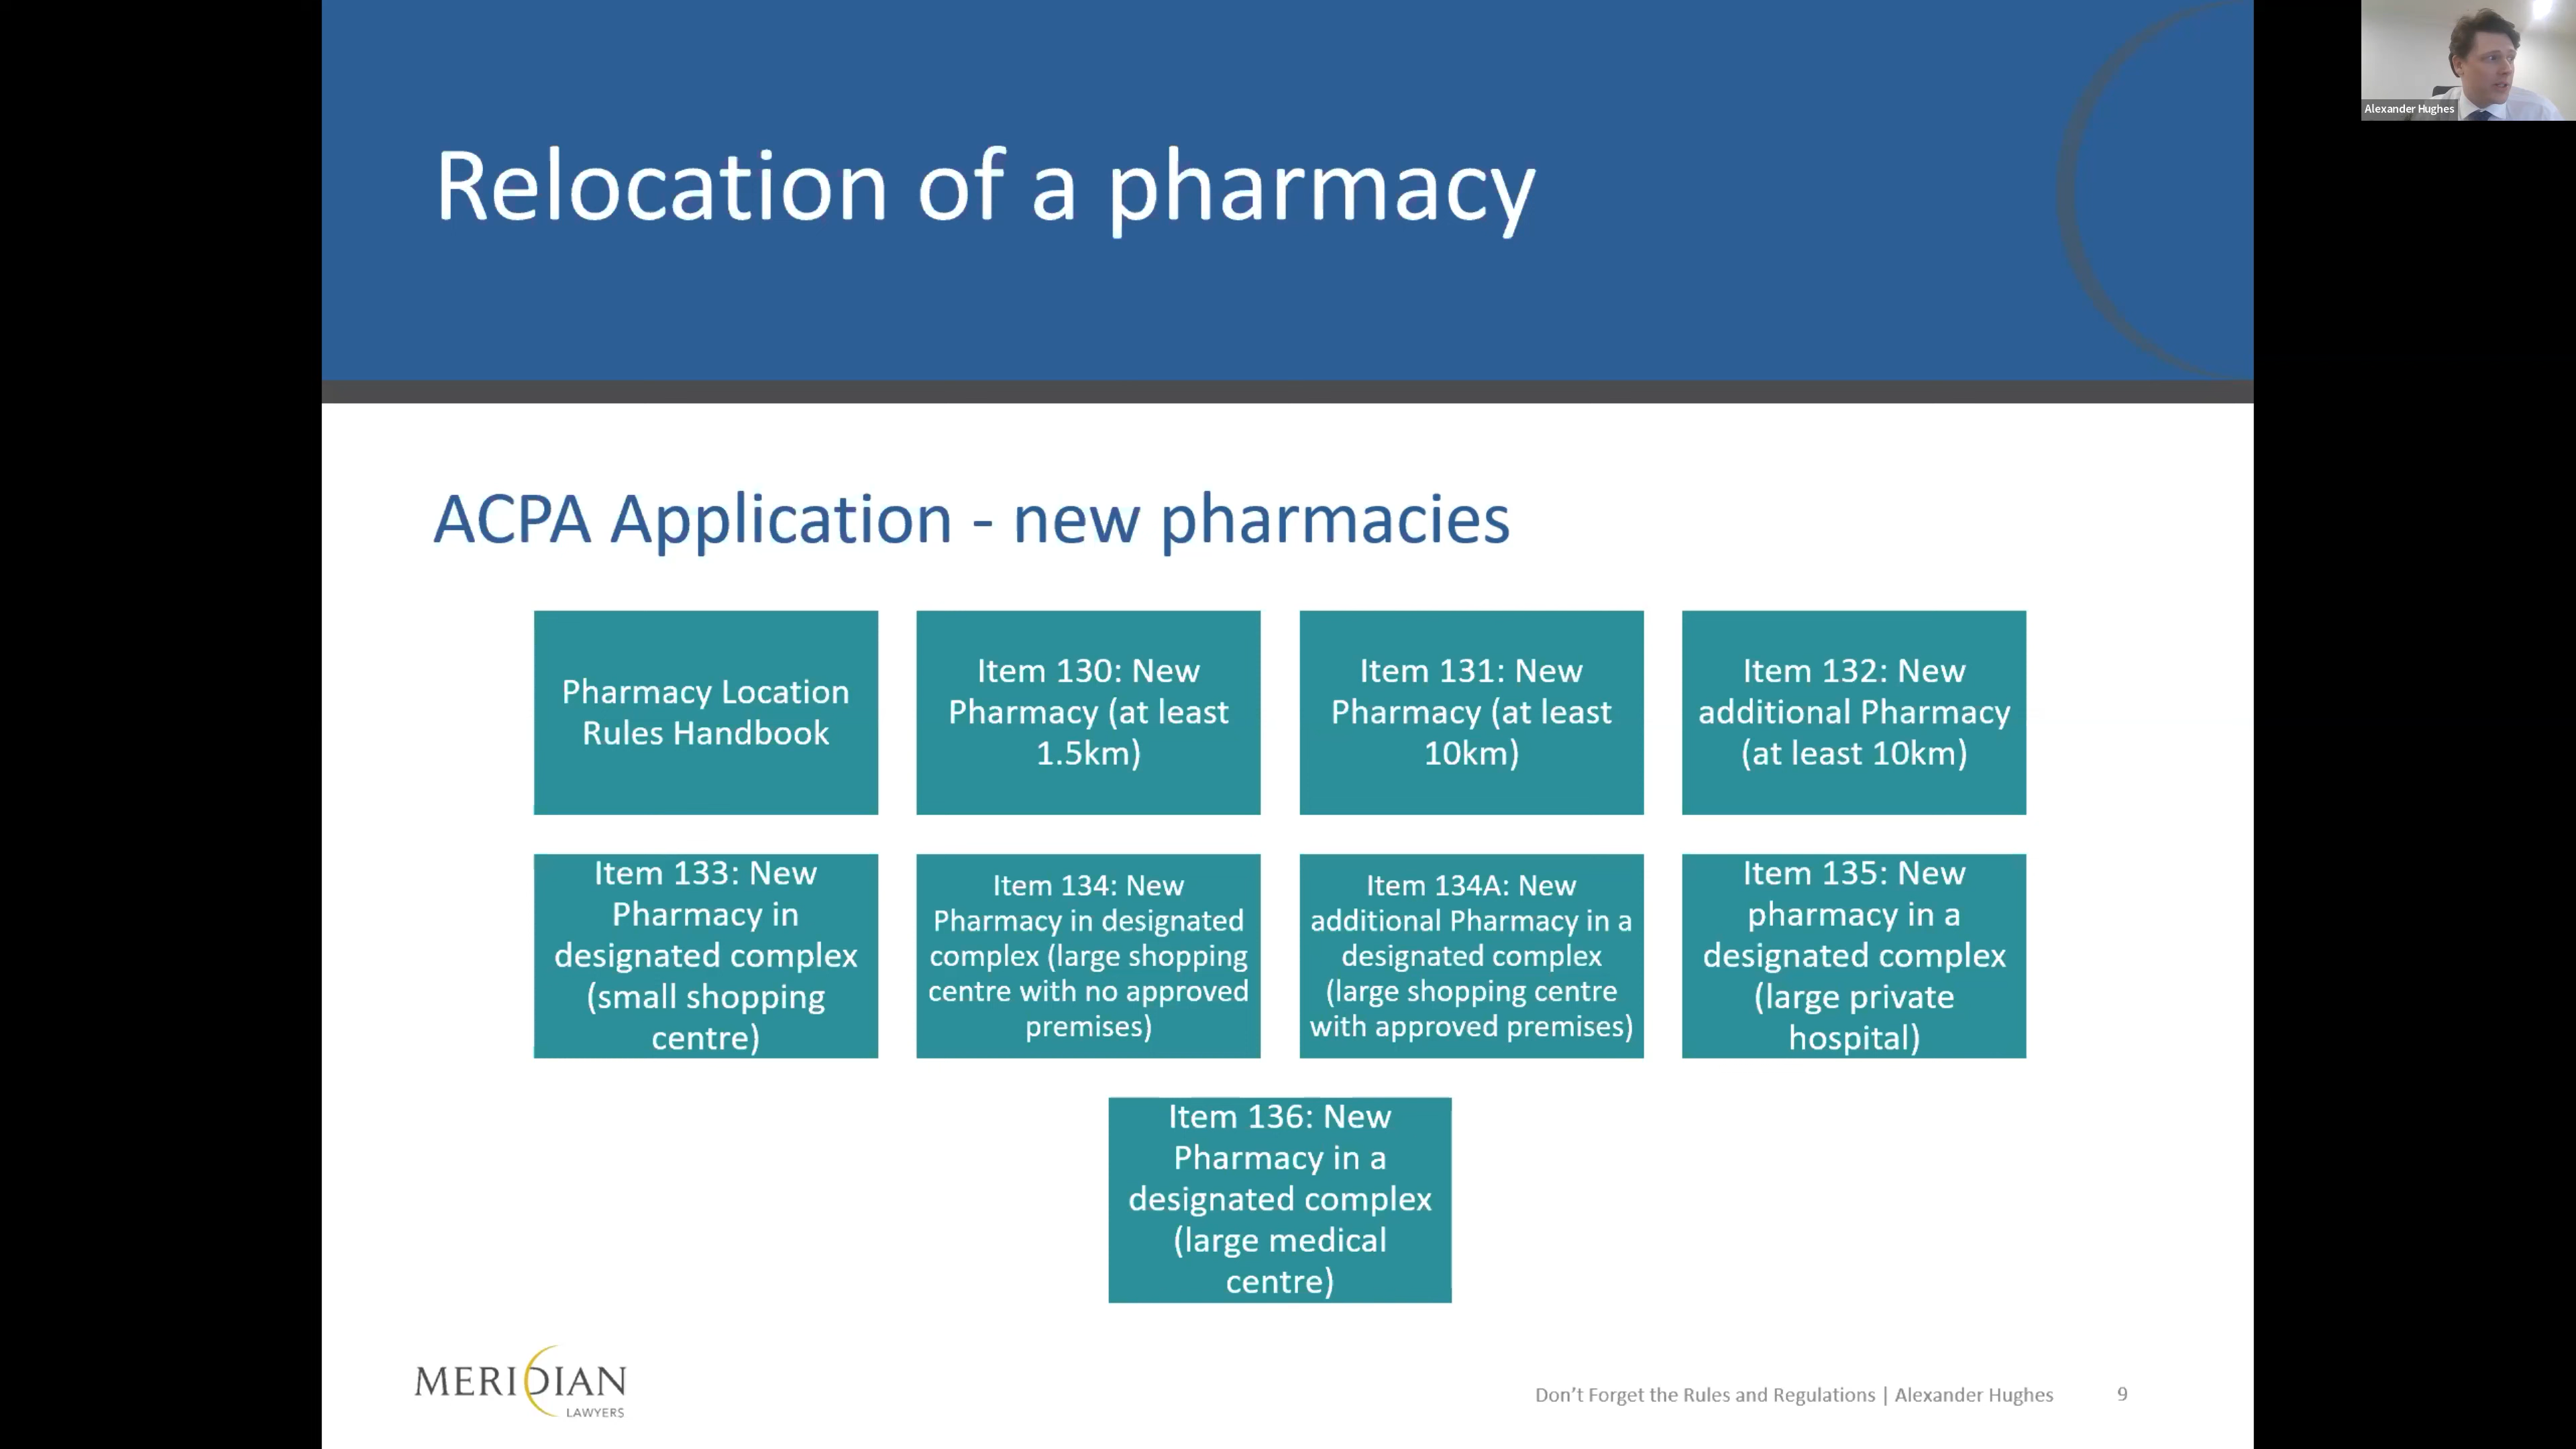 Relocation of a pharmacy
Alexander Hughes
ACPA Application - new pharmacies
Pharmacy Location
Rules Handbook
Item 130: New
Pharmacy (at least
1.5km)
Item 131: New
Pharmacy (at least
10km)
Item 132: New
additional Pharmacy
(at least 10km)
Item 133: New
Pharmacy in
designated complex
(small shopping
centre)
Item 134: New
Pharmacy in designated
complex (large shopping
centre with no approved
premises)
Item 134A: New
additional Pharmacy in a
designated complex
(large shopping centre
with approved premises)
Item 135: New
pharmacy in a
designated complex
(large private
hospital)
Item 136: New
Pharmacy in a
designated complex
(large medical
centre)
MERIDIAN
LAWYERS
Don't Forget the Rules and Regulations | Alexander Hughes
9